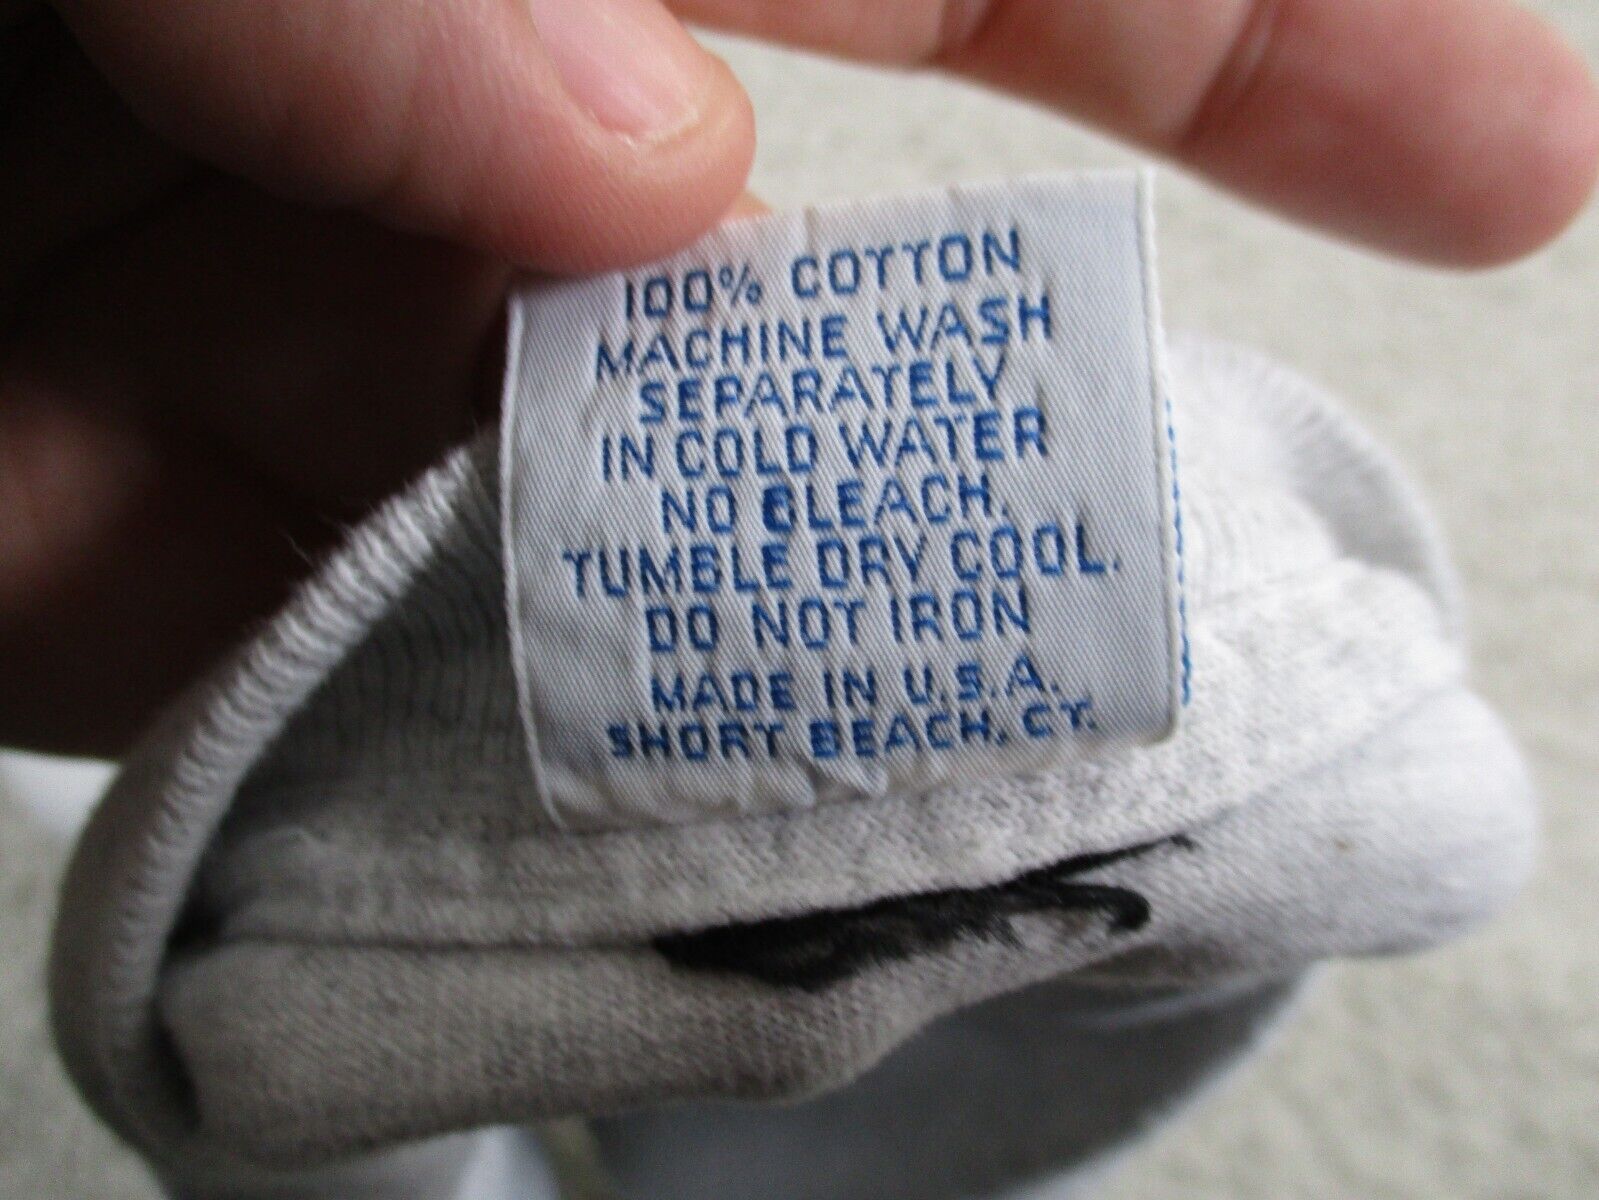 100% COTTON
MACHINE WASH
SEPARATELY
IN COLD WATER
NO BLEACH.
TUMBLE DRY COOL.
DO NOT IRON
MADE IN U.S.A.
SHORT BEACH, CT.